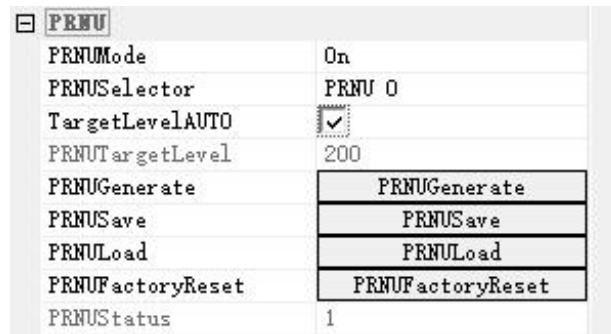 PRNU
PRNUMode On
PRNUSelector PRNU 0
TargetLevelAUTO
PRNUTargetLevel 200
PRNUGenerate PRNUGenerate
PRNUSave PRNUSave
PRNULoad PRNULoad
PRNUFactoryReset PRNUFactoryReset
PRNUStatus 1